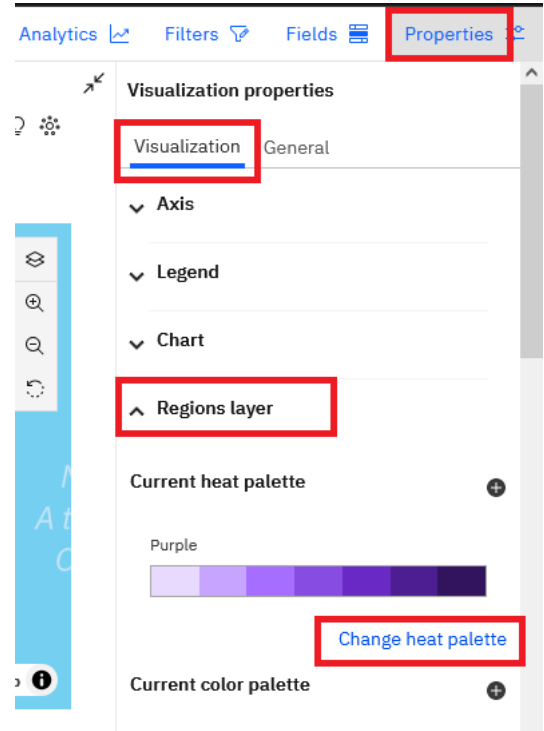 Analytics Filters Fields Properties
Visualization properties
Visualization General
Axis
Legend
Chart
Regions layer
Current heat palette
Purple
Change heat palette
Current color palette